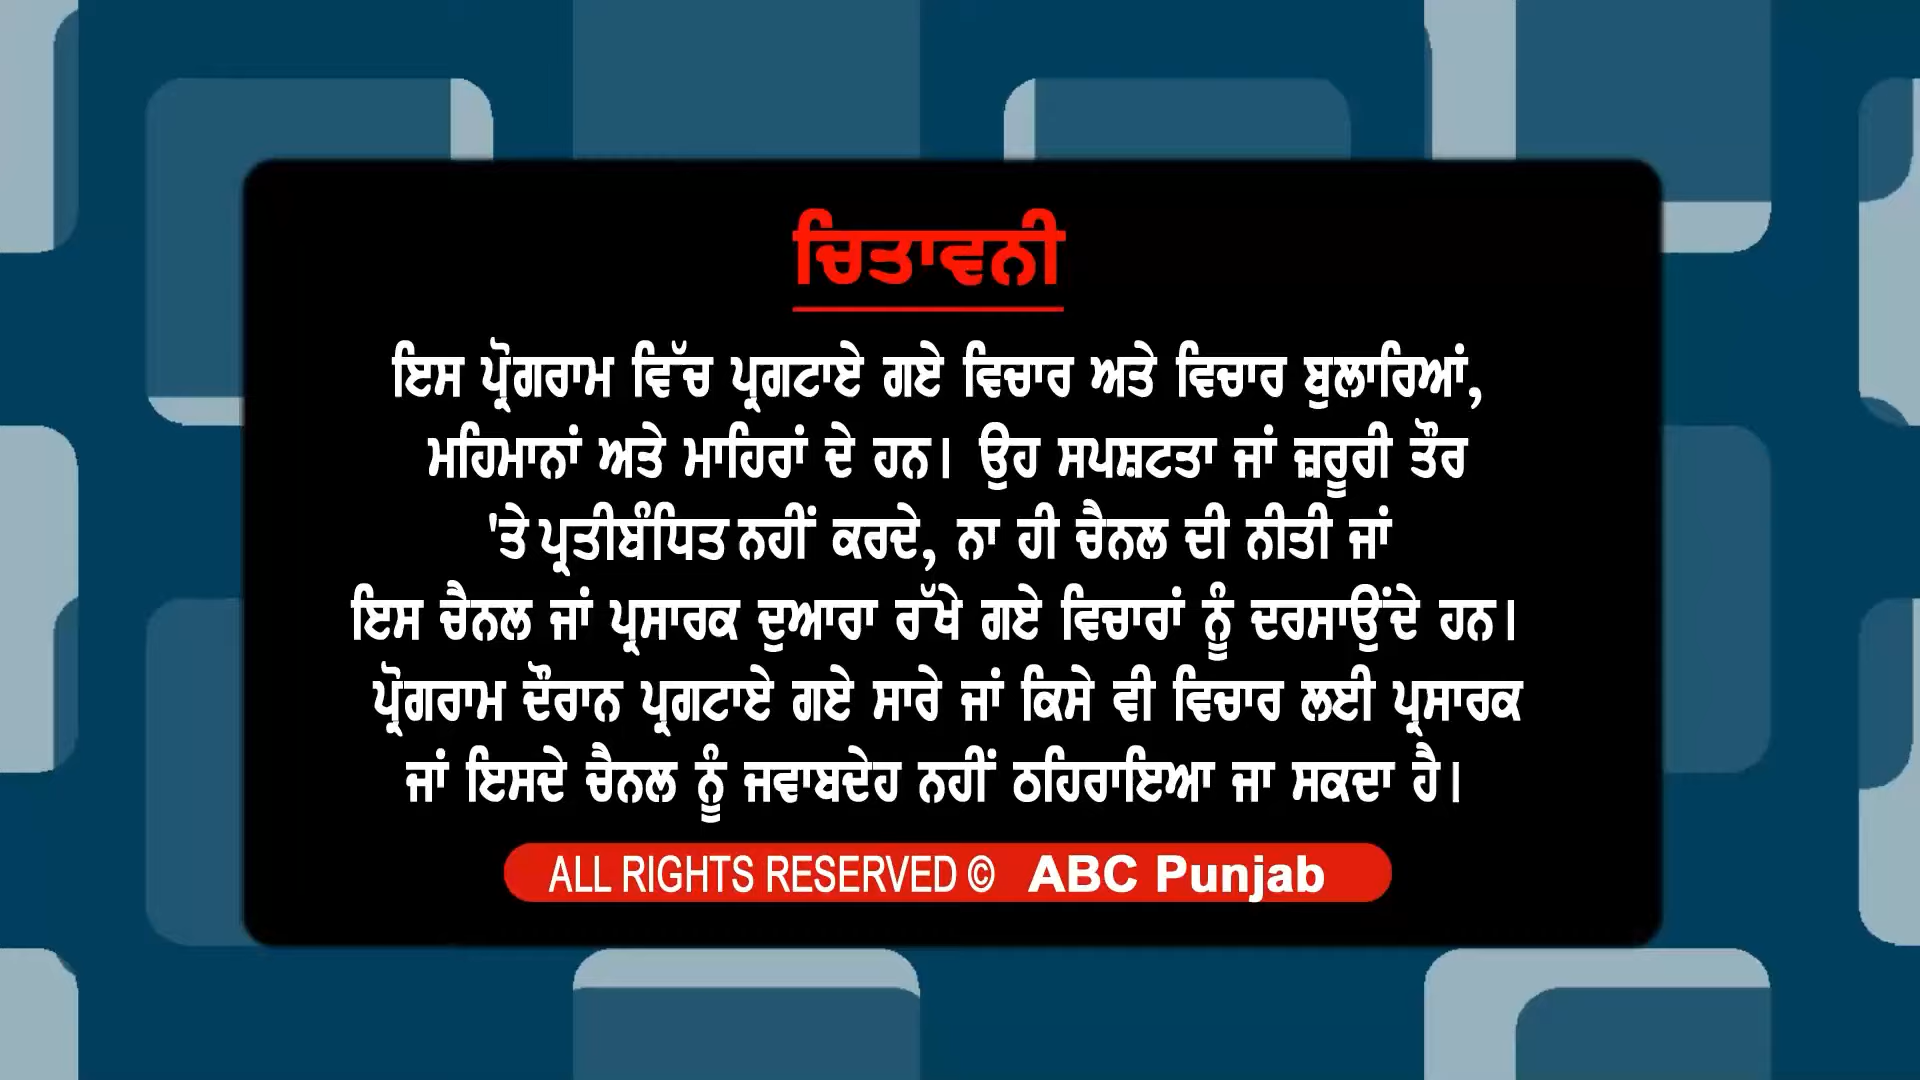 ਚਿਤਾਵਨੀ
ਇਸ ਪ੍ਰੋਗਰਾਮ ਵਿੱਚ ਪ੍ਰਗਟਾਏ ਗਏ ਵਿਚਾਰ ਅਤੇ ਵਿਚਾਰ ਬੁਲਾਰਿਆਂ,
ਮਹਿਮਾਨਾਂ ਅਤੇ ਮਾਹਿਰਾਂ ਦੇ ਹਨ। ਉਹ ਸਪਸ਼ਟਤਾ ਜਾਂ ਜ਼ਰੂਰੀ ਤੌਰ
'ਤੇ ਪ੍ਰਤੀਬੰਧਿਤ ਨਹੀਂ ਕਰਦੇ, ਨਾ ਹੀ ਚੈਨਲ ਦੀ ਨੀਤੀ ਜਾਂ
ਇਸ ਚੈਨਲ ਜਾਂ ਪ੍ਰਸਾਰਕ ਦੁਆਰਾ ਰੱਖੇ ਗਏ ਵਿਚਾਰਾਂ ਨੂੰ ਦਰਸਾਉਂਦੇ ਹਨ।
ਪ੍ਰੋਗਰਾਮ ਦੌਰਾਨ ਪ੍ਰਗਟਾਏ ਗਏ ਸਾਰੇ ਜਾਂ ਕਿਸੇ ਵੀ ਵਿਚਾਰ ਲਈ ਪ੍ਰਸਾਰਕ
ਜਾਂ ਇਸਦੇ ਚੈਨਲ ਨੂੰ ਜਵਾਬਦੇਹ ਨਹੀਂ ਠਹਿਰਾਇਆ ਜਾ ਸਕਦਾ ਹੈ।
ALL RIGHTS RESERVED © ABC Punjab